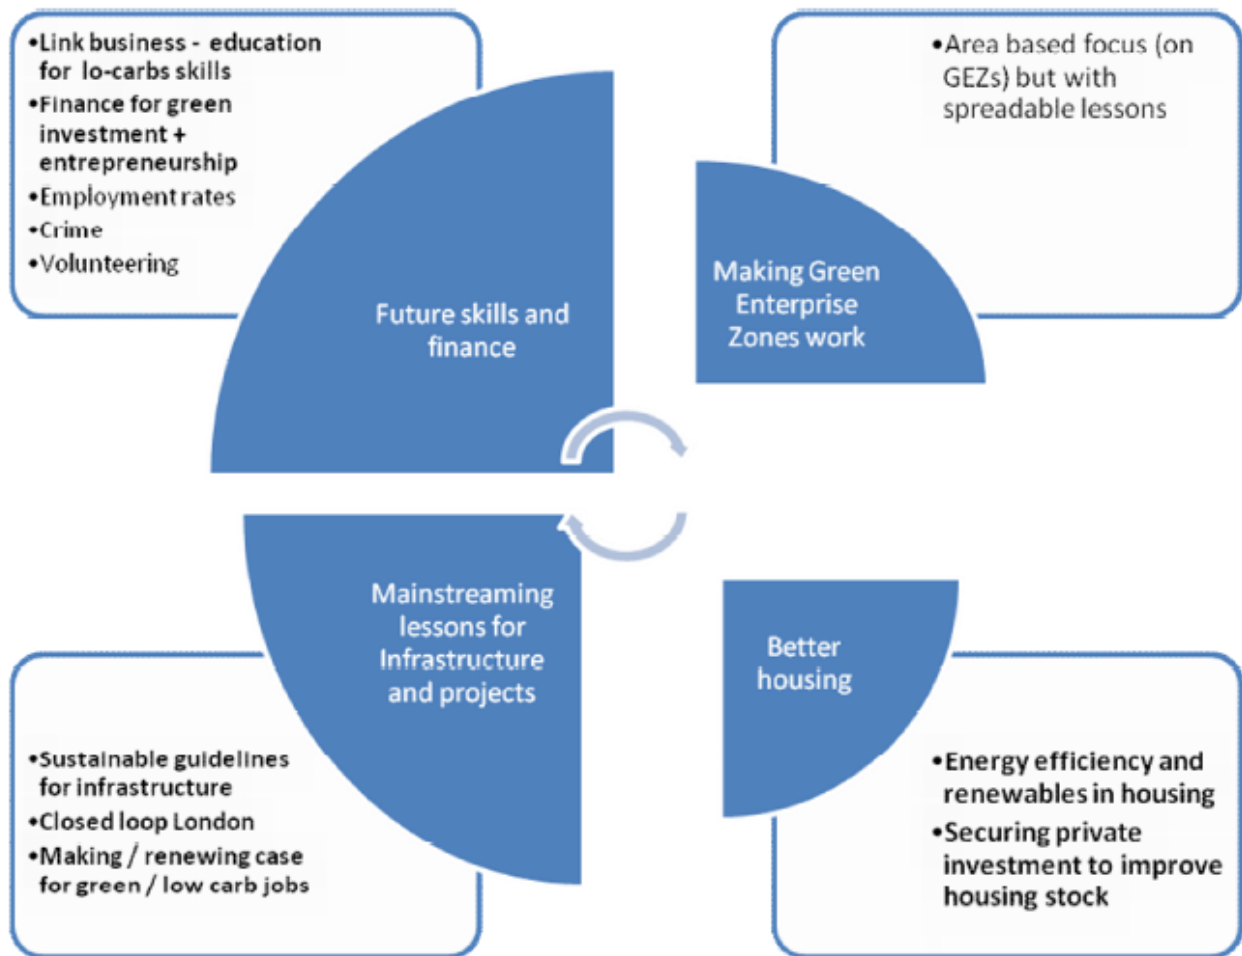 •Link business - education
for lo-carbs skills
•Finance for green
investment +
entrepreneurship
•Employment rates
•Crime
•Volunteering
•Area based focus (on
GEZs) but with
spreadable lessons
Future skills and
finance
Making Green
Enterprise
Zones work
Mainstreaming
lessons for
Infrastructure
and projects
Better
housing
•Sustainable guidelines
for infrastructure
•Closed loop London
•Making / renewing case
for green / low carb jobs
•Energy efficiency and
renewables in housing
•Securing private
investment to improve
housing stock